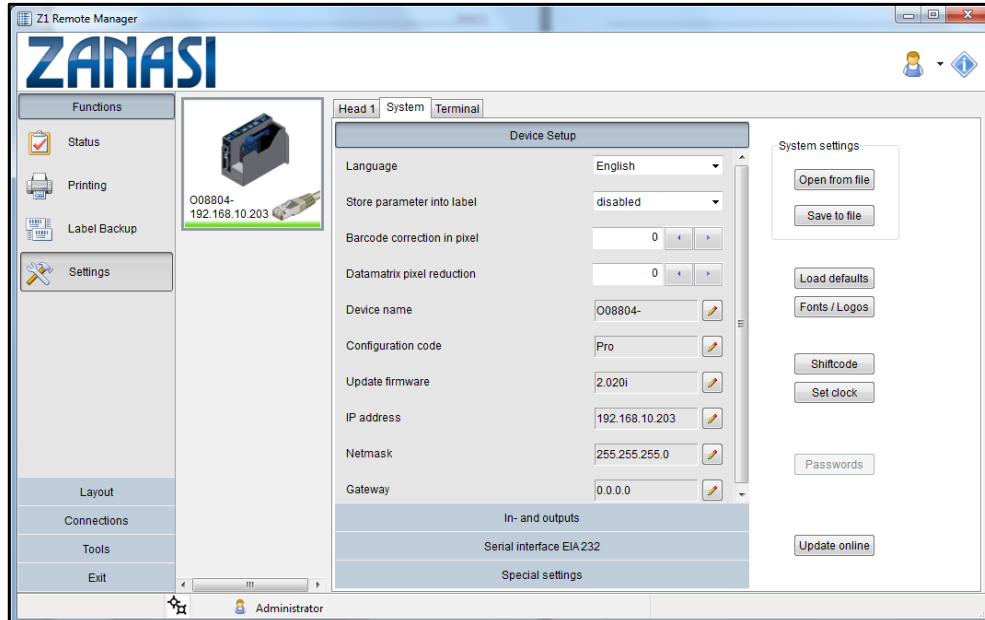 Z1 Remote Manager
ZANASI
Functions
Status
Printing
Label Backup
Settings
Layout
Connections
Tools
Exit
O08804-
192.168.10.203
Head 1 System Terminal
Device Setup
Language English
Store parameter into label disabled
Barcode correction in pixel 0
Datamatrix pixel reduction 0
Device name O08804-
Configuration code Pro
Update firmware 2.020i
IP address 192.168.10.203
Netmask 255.255.255.0
Gateway 0.0.0.0
In- and outputs
Serial interface EIA232
Special settings
System settings
Open from file
Save to file
Load defaults
Fonts / Logos
Shiftcode
Set clock
Passwords
Update online
Administrator